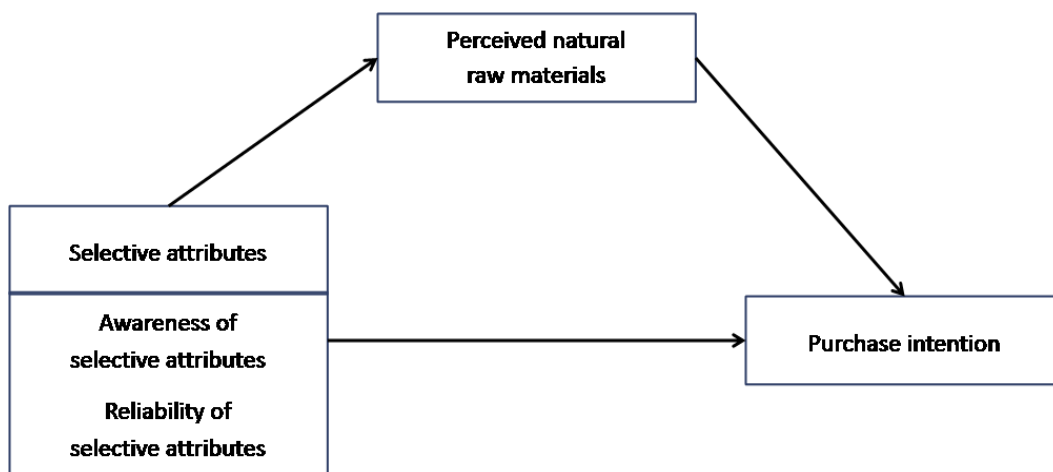 Perceived natural
raw materials
Selective attributes
Awareness of
selective attributes
Reliability of
selective attributes
Purchase intention